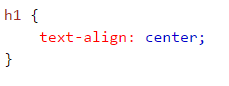 h1 {
    text-align: center;
}